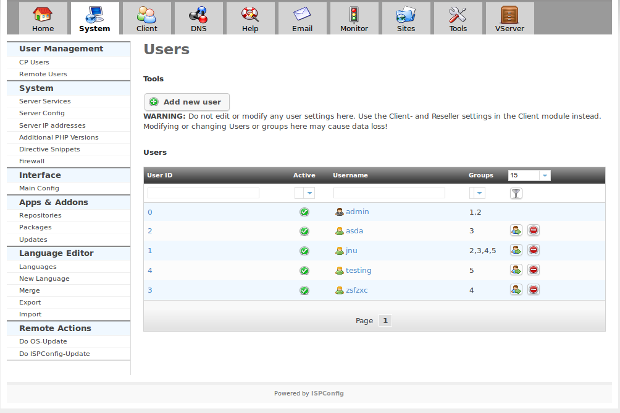 Home System Client DNS Help Email Monitor Sites Tools VServer
User Management
CP Users
Remote Users
System
Server Services
Server Config
Server IP addresses
Additional PHP Versions
Directive Snippets
Firewall
Interface
Main Config
Apps & Addons
Repositories
Packages
Updates
Language Editor
Languages
New Language
Merge
Export
Import
Remote Actions
Do OS-Update
Do ISPConfig-Update
Users
Tools
Add new user
WARNING: Do not edit or modify any user settings here. Use the Client- and Reseller settings in the Client module instead.
Modifying or changing Users or groups here may cause data loss!
Users
User ID Active Username Groups 15
0 admin 1,2
2 asda 3
1 jnu 2,3,4,5
4 testing 5
3 zsfzxc 4
Page 1
Powered by ISPConfig